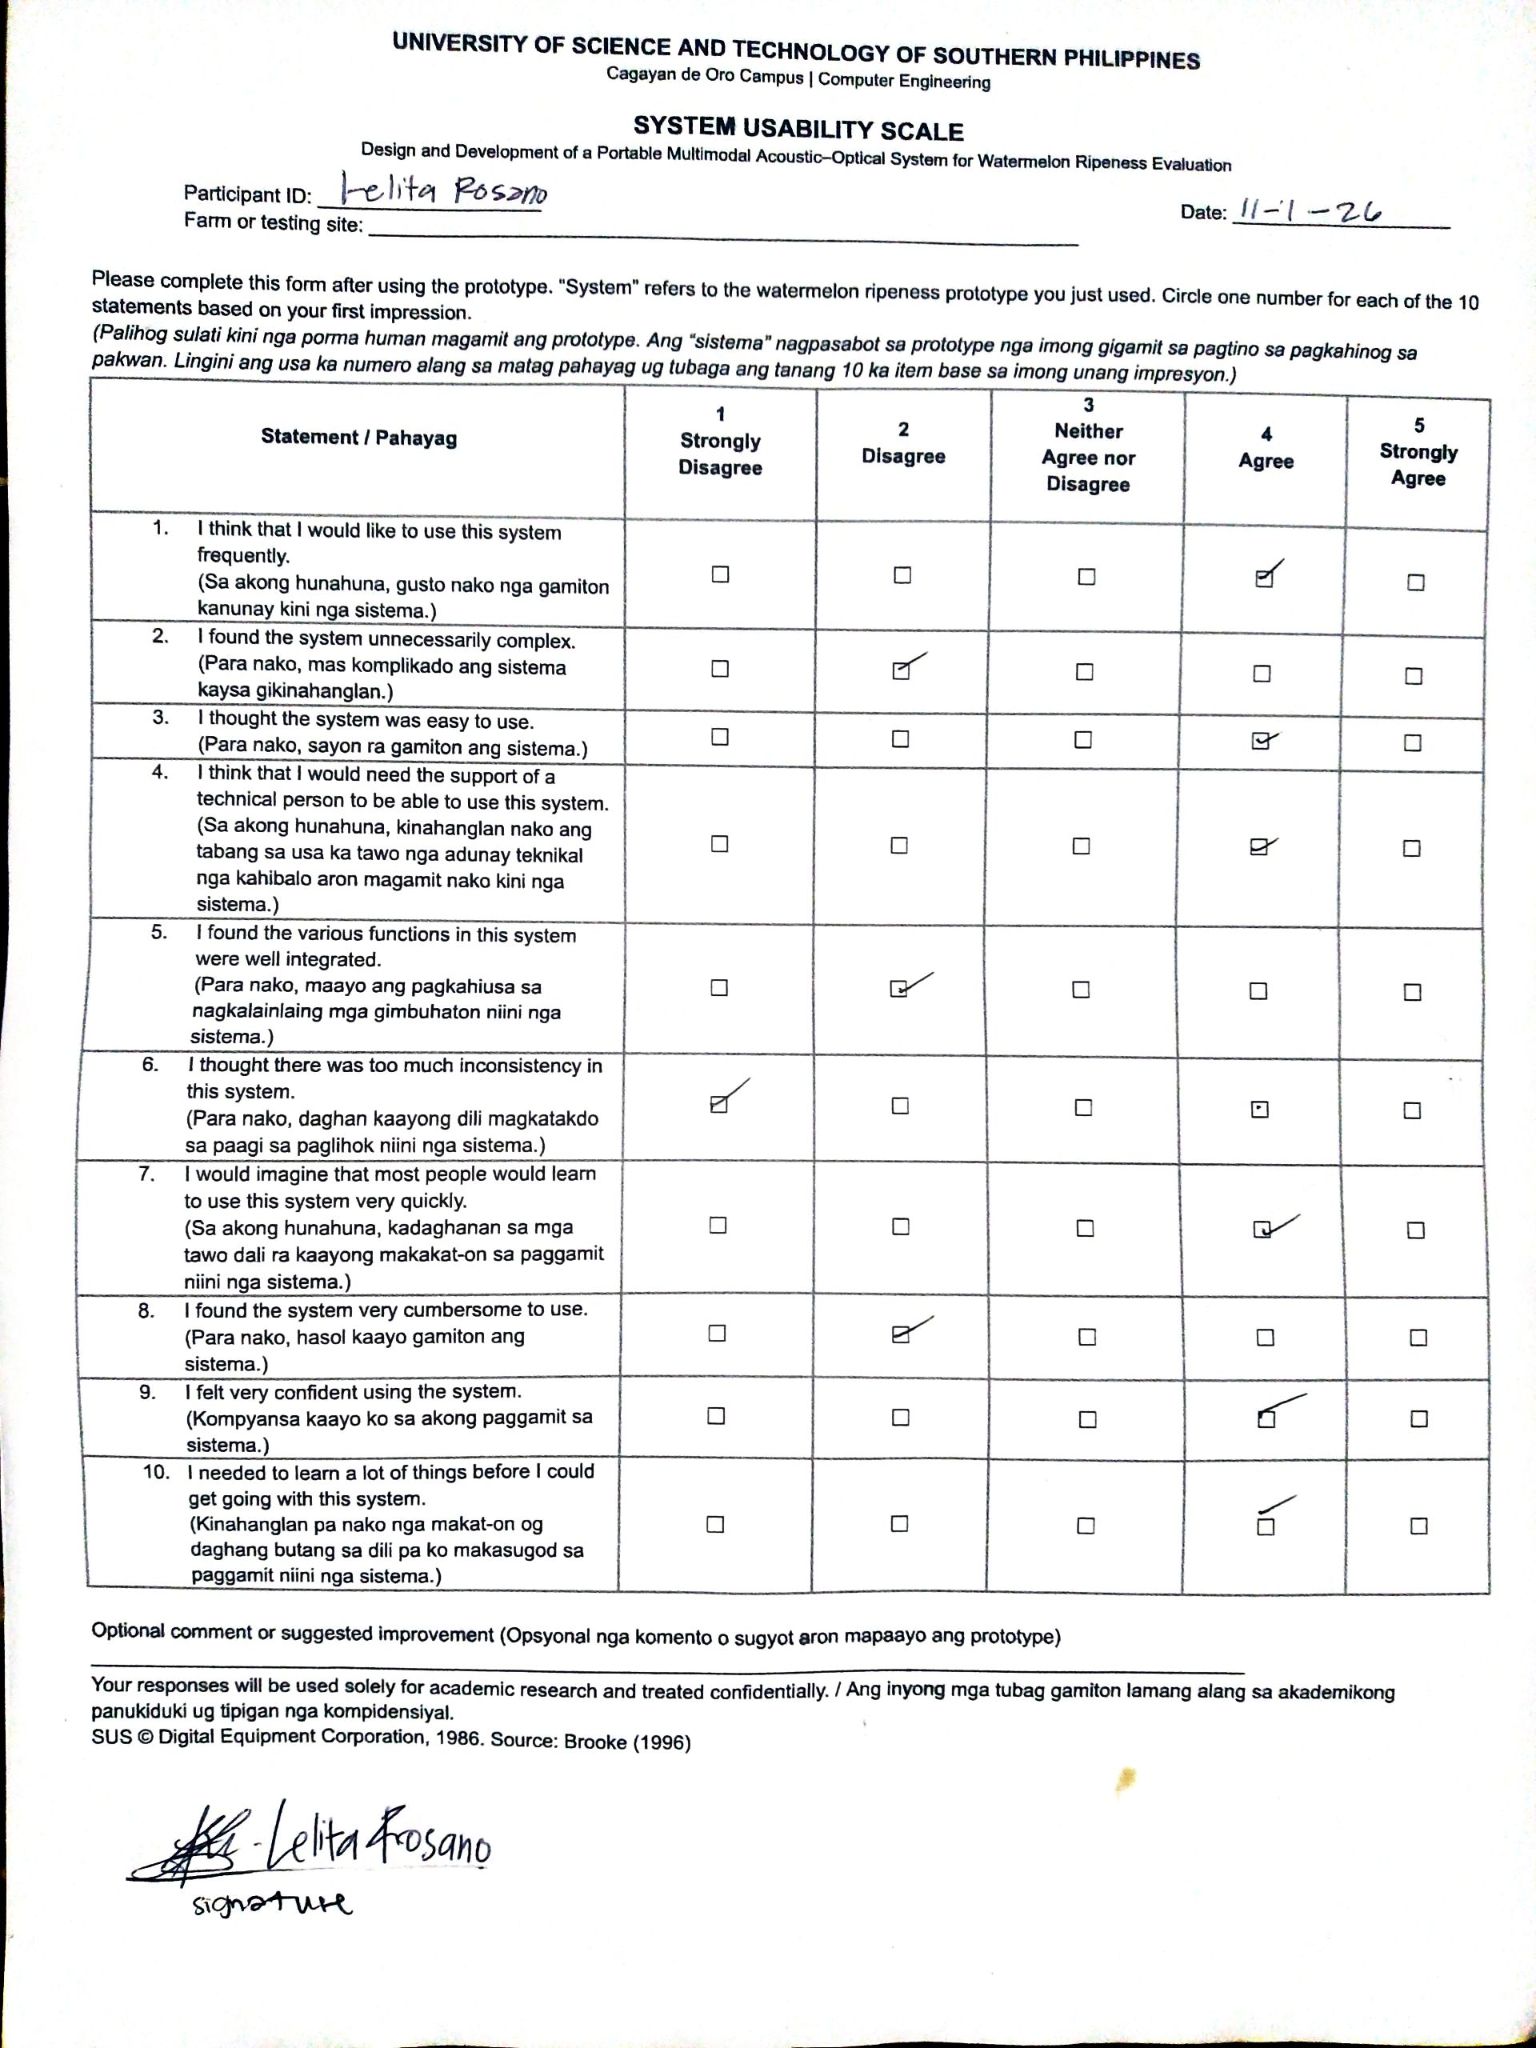 UNIVERSITY OF SCIENCE AND TECHNOLOGY OF SOUTHERN PHILIPPINES
Cagayan de Oro Campus | Computer Engineering
SYSTEM USABILITY SCALE
Design and Development of a Portable Multimodal Acoustic–Optical System for Watermelon Ripeness Evaluation
Participant ID: Lelita Rosano
Date: 11-1-26
Farm or testing site:
Please complete this form after using the prototype. "System" refers to the watermelon ripeness prototype you just used. Circle one number for each of the 10
statements based on your first impression.
(Palihog sulati kini nga porma human magamit ang prototype. Ang “sistema” nagpasabot sa prototype nga imong gigamit sa pagtino sa pagkahinog sa
pakwan. Lingini ang usa ka numero alang sa matag pahayag ug tubaga ang tanang 10 ka item base sa imong unang impresyon.)
Statement / Pahayag
1
Strongly
Disagree
2
Disagree
3
Neither
Agree nor
Disagree
4
Agree
5
Strongly
Agree
1. I think that I would like to use this system
frequently.
(Sa akong hunahuna, gusto nako nga gamiton
kanunay kini nga sistema.)
2. I found the system unnecessarily complex.
(Para nako, mas komplikado ang sistema
kaysa gikinahanglan.)
3. I thought the system was easy to use.
(Para nako, sayon ra gamiton ang sistema.)
4. I think that I would need the support of a
technical person to be able to use this system.
(Sa akong hunahuna, kinahanglan nako ang
tabang sa usa ka tawo nga adunay teknikal
nga kahibalo aron magamit nako kini nga
sistema.)
5. I found the various functions in this system
were well integrated.
(Para nako, maayo ang pagkahiusa sa
nagkalainlaing mga gimbuhaton niini nga
sistema.)
6. I thought there was too much inconsistency in
this system.
(Para nako, daghan kaayong dili magkatakdo
sa paagi sa paglihok niini nga sistema.)
7. I would imagine that most people would learn
to use this system very quickly.
(Sa akong hunahuna, kadaghanan sa mga
tawo dali ra kaayong makakat-on sa paggamit
niini nga sistema.)
8. I found the system very cumbersome to use.
(Para nako, hasol kaayo gamiton ang
sistema.)
9. I felt very confident using the system.
(Kompyansa kaayo ko sa akong paggamit sa
sistema.)
10. I needed to learn a lot of things before I could
get going with this system.
(Kinahanglan pa nako nga makat-on og
daghang butang sa dili pa ko makasugod sa
paggamit niini nga sistema.)
Optional comment or suggested improvement (Opsyonal nga komento o sugyot aron mapaayo ang prototype)
Your responses will be used solely for academic research and treated confidentially. / Ang inyong mga tubag gamiton lamang alang sa akademikong
panukiduki ug tipigan nga kompidensiyal.
SUS © Digital Equipment Corporation, 1986. Source: Brooke (1996)
Lelita Rosano
signature